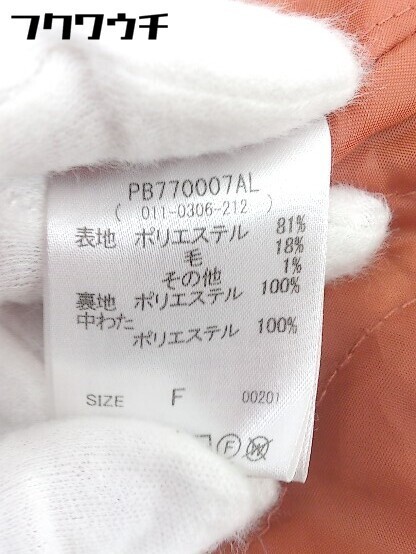 フクワウチ
PB770007AL
( 011-0306-212 )
表地 ポリエステル 81%
毛 18%
その他 1%
裏地 ポリエステル 100%
中わた
ポリエステル 100%
SIZE F 00201
F W